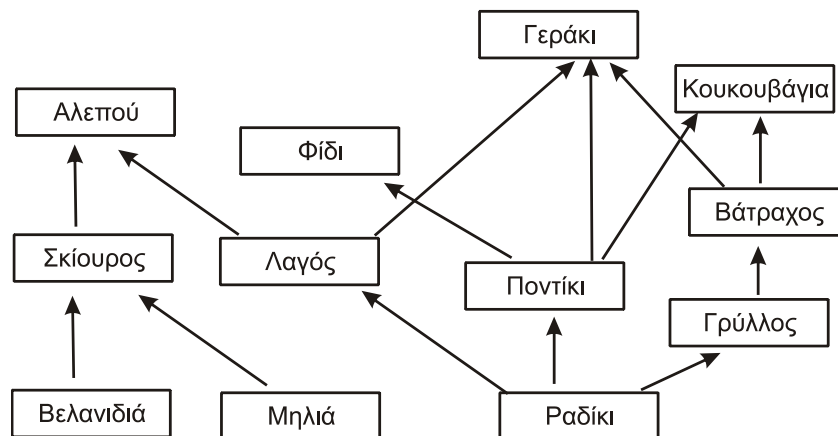 Γεράκι
Κουκουβάγια
Αλεπού
Φίδι
Βάτραχος
Σκίουρος
Λαγός
Ποντίκι
Γρύλλος
Βελανιδιά
Μηλιά
Ραδίκι